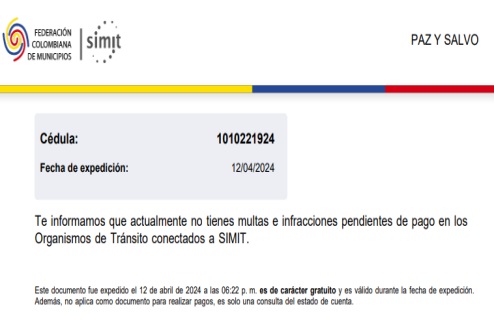 FEDERACIÓN
COLOMBIANA
DE MUNICIPIOS
simit
PAZ Y SALVO
Cédula: 1010221924
Fecha de expedición: 12/04/2024
Te informamos que actualmente no tienes multas e infracciones pendientes de pago en los
Organismos de Tránsito conectados a SIMIT.
Este documento fue expedido el 12 de abril de 2024 a las 06:22 p. m. es de carácter gratuito y es válido durante la fecha de expedición.
Además, no aplica como documento para realizar pagos, es solo una consulta del estado de cuenta.